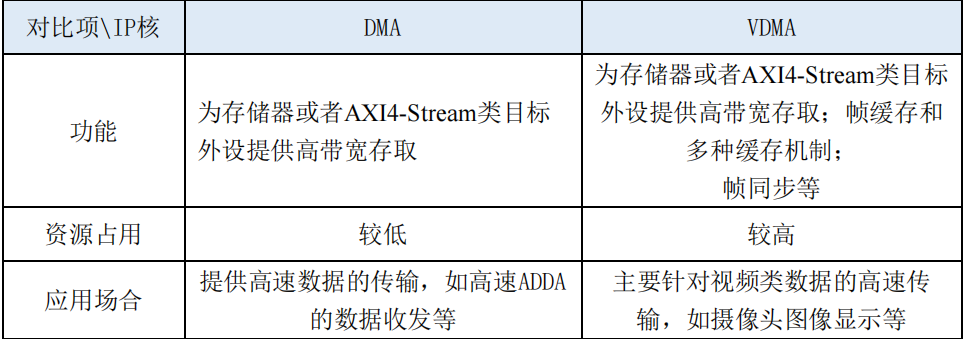 对比项\IP核
DMA
VDMA
功能
为存储器或者AXI4-Stream类目标
外设提供高带宽存取
为存储器或者AXI4-Stream类目标
外设提供高带宽存取；帧缓存和
多种缓存机制；
帧同步等
资源占用
较低
较高
应用场合
提供高速数据的传输，如高速ADDA
的数据收发等
主要针对视频类数据的高速传
输，如摄像头图像显示等